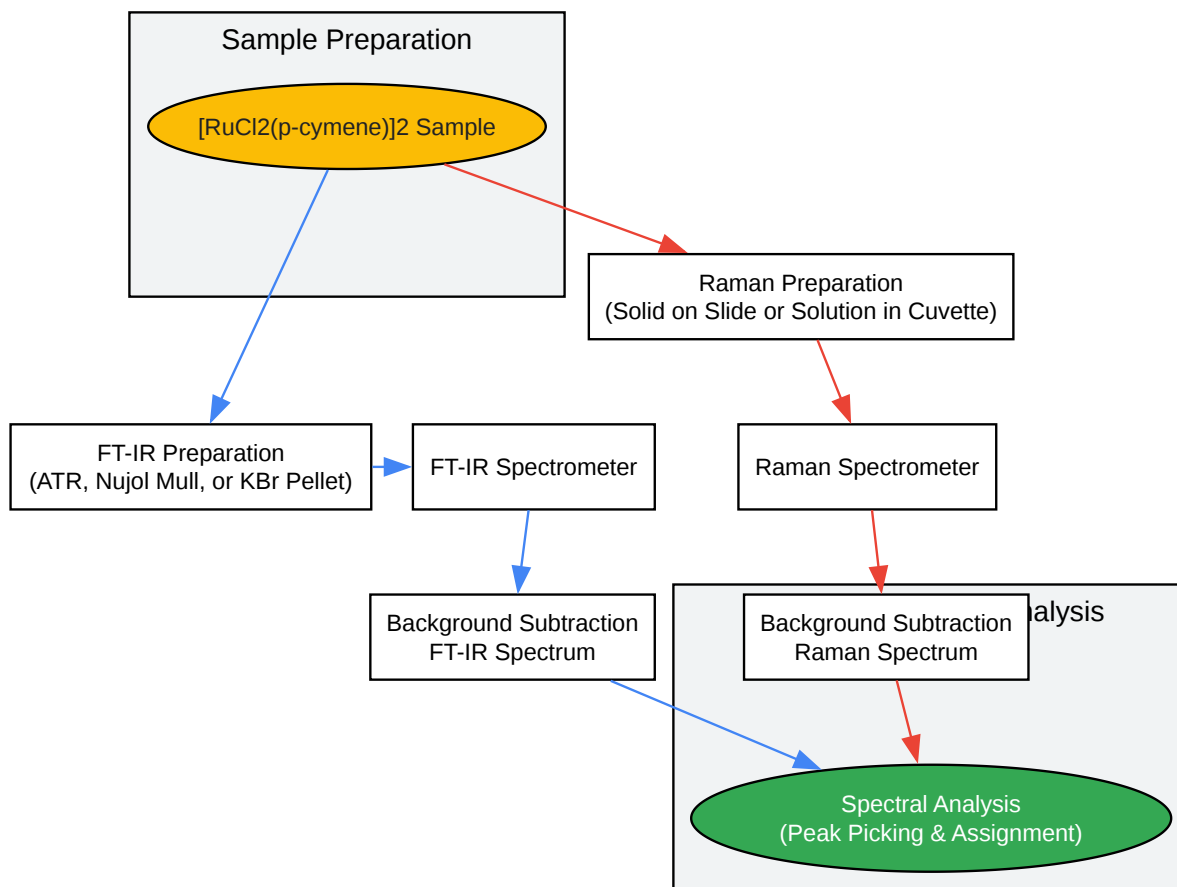 Sample Preparation
[RuCl2(p-cymene)]2 Sample
Raman Preparation
(Solid on Slide or Solution in Cuvette)
FT-IR Preparation
(ATR, Nujol Mull, or KBr Pellet)
FT-IR Spectrometer
Raman Spectrometer
Background Subtraction
FT-IR Spectrum
Background Subtraction
Raman Spectrum
Spectral Analysis
(Peak Picking & Assignment)